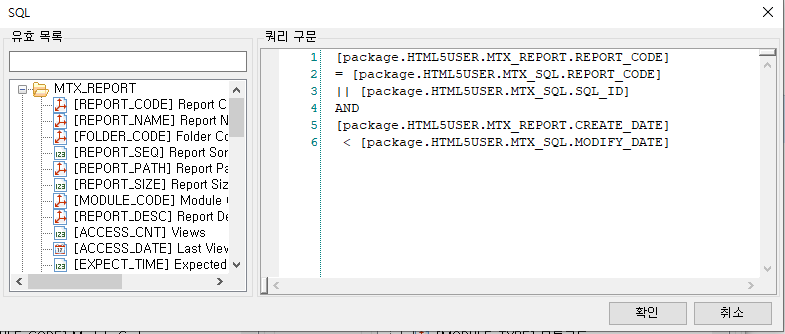 SQL
유효 목록
MTX_REPORT
[REPORT_CODE] Report C
[REPORT_NAME] Report N
[FOLDER_CODE] Folder Co
[REPORT_SEQ] Report Sor
[REPORT_PATH] Report Pa
[REPORT_SIZE] Report Siz
[MODULE_CODE] Module
[REPORT_DESC] Report De
[ACCESS_CNT] Views
[ACCESS_DATE] Last View
[EXPECT_TIME] Expected
쿼리 구문
1 [package.HTML5USER.MTX_REPORT.REPORT_CODE]
2 = [package.HTML5USER.MTX_SQL.REPORT_CODE]
3 || [package.HTML5USER.MTX_SQL.SQL_ID]
4 AND
5 [package.HTML5USER.MTX_REPORT.CREATE_DATE]
6 < [package.HTML5USER.MTX_SQL.MODIFY_DATE]
확인
취소